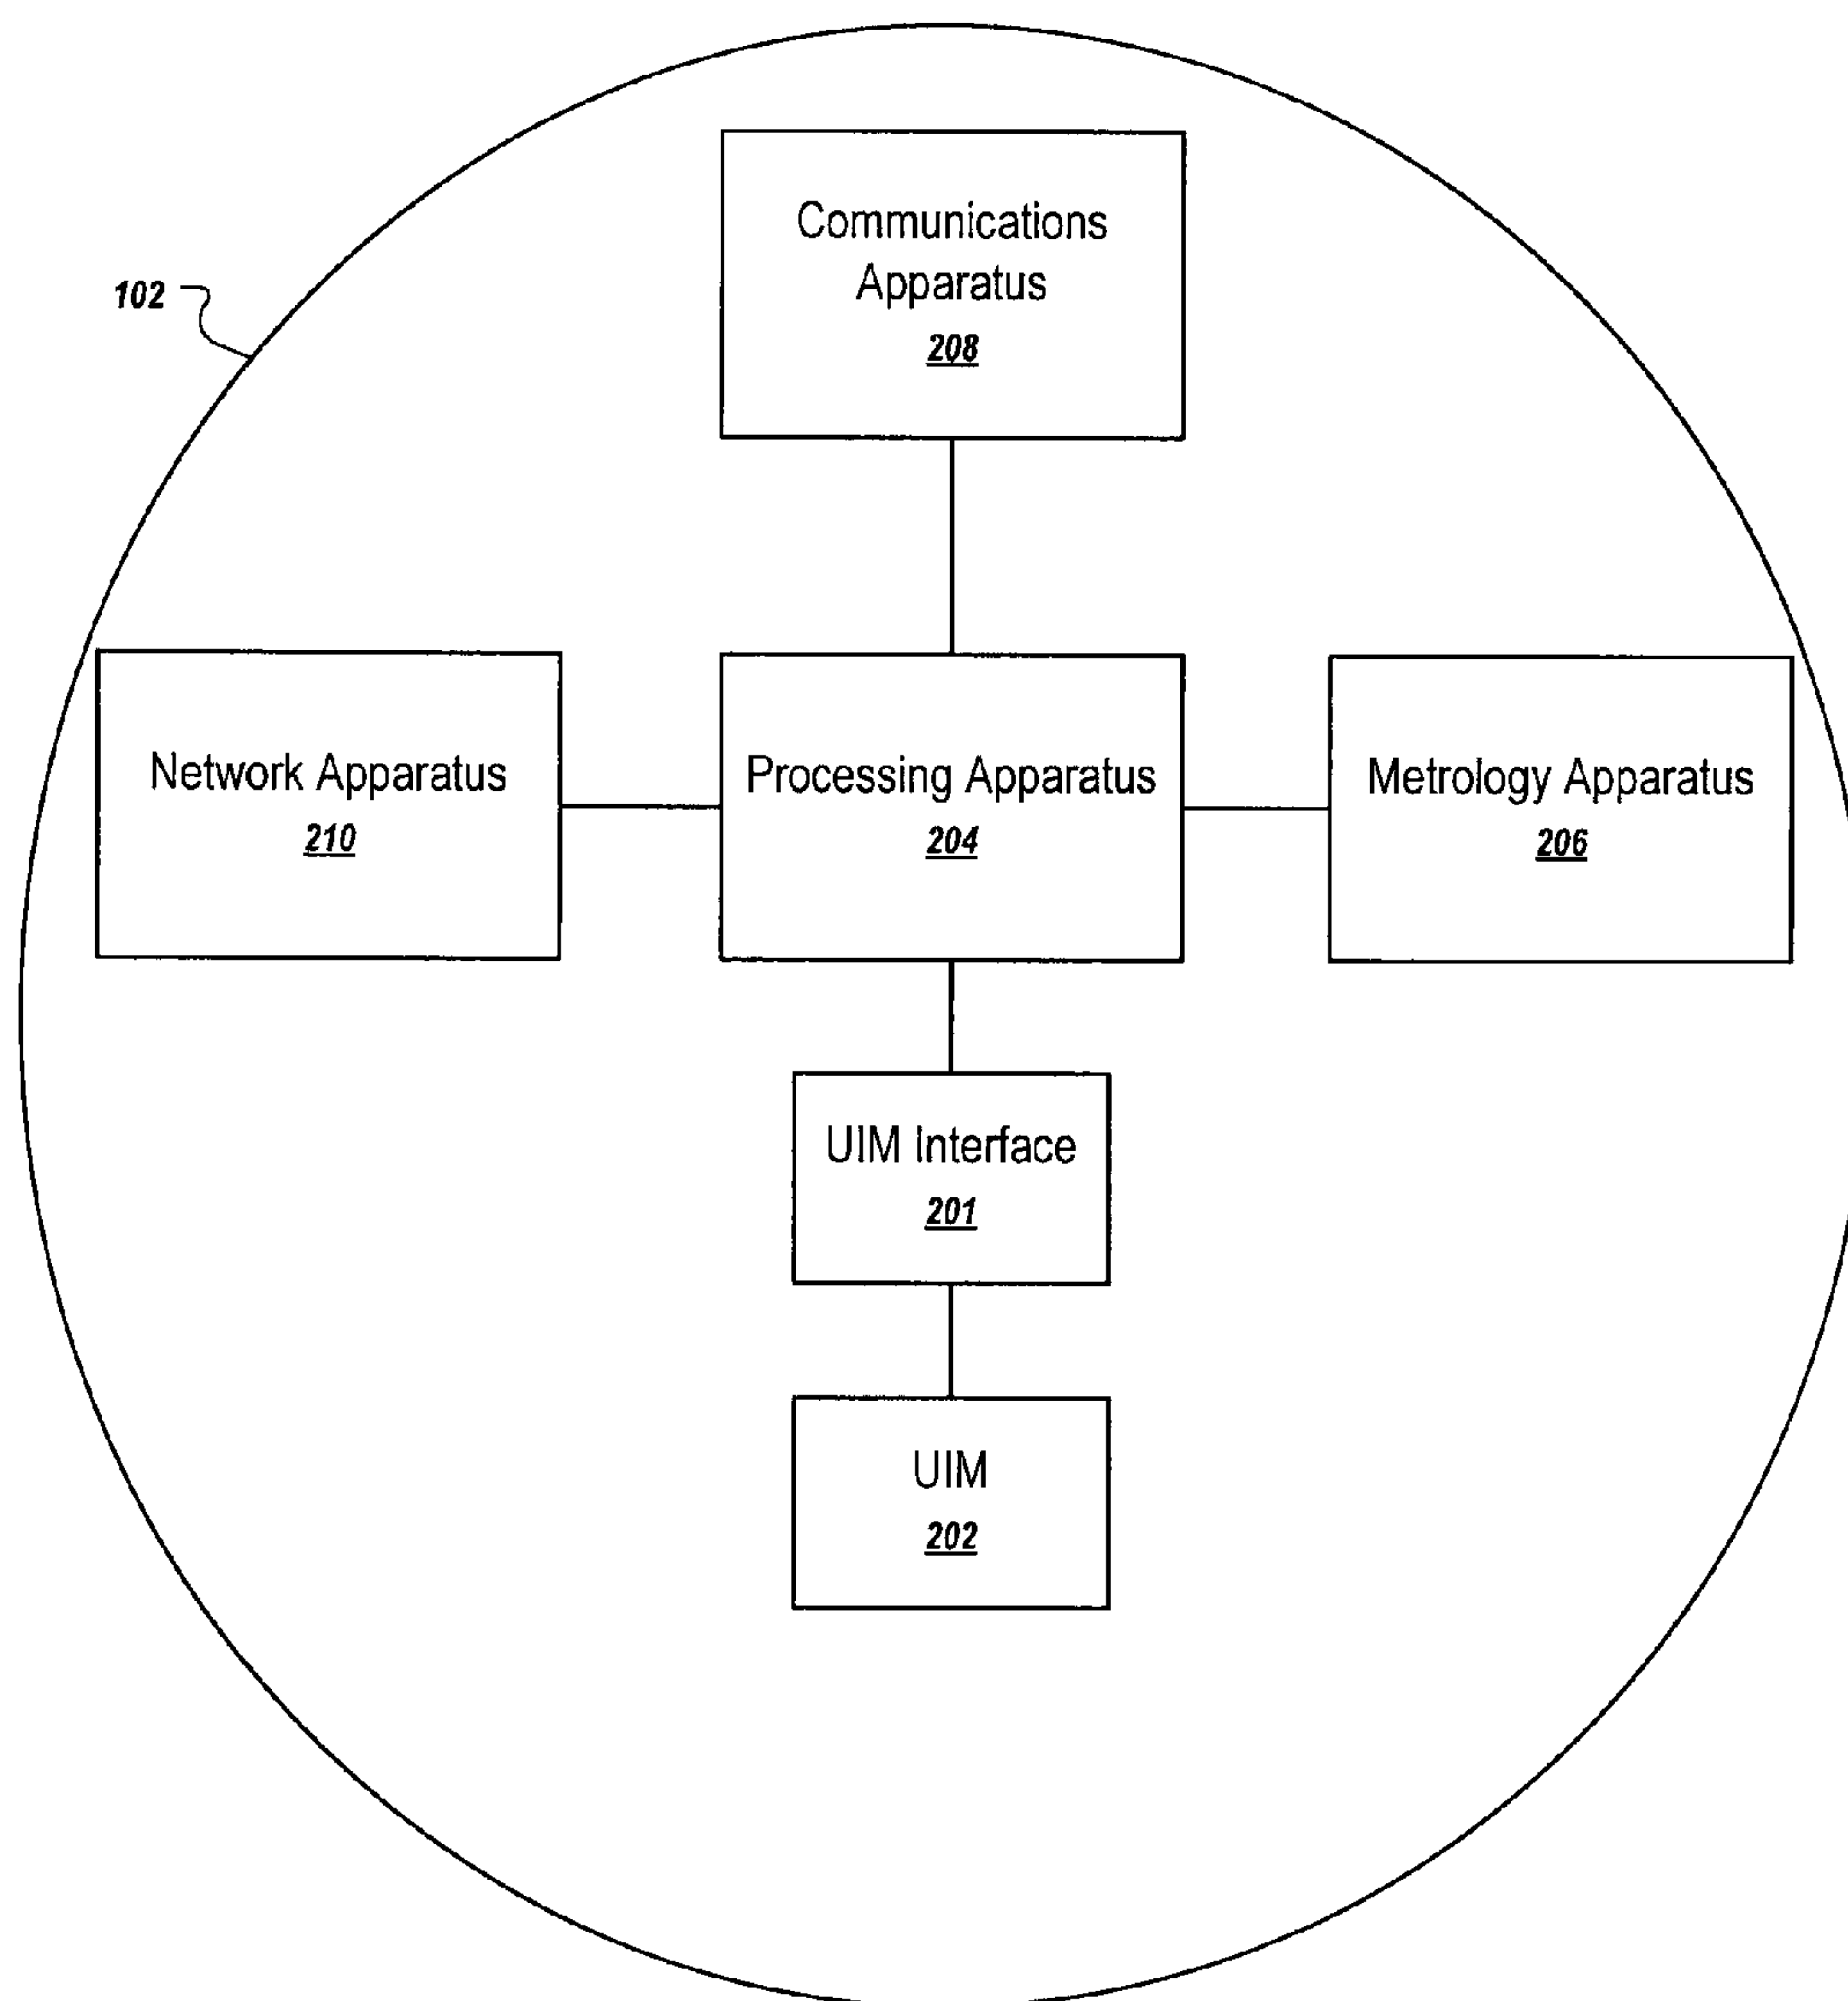 Communications
Apparatus
208
102
Network Apparatus
210
Processing Apparatus
204
Metrology Apparatus
206
UIM Interface
201
UIM
202